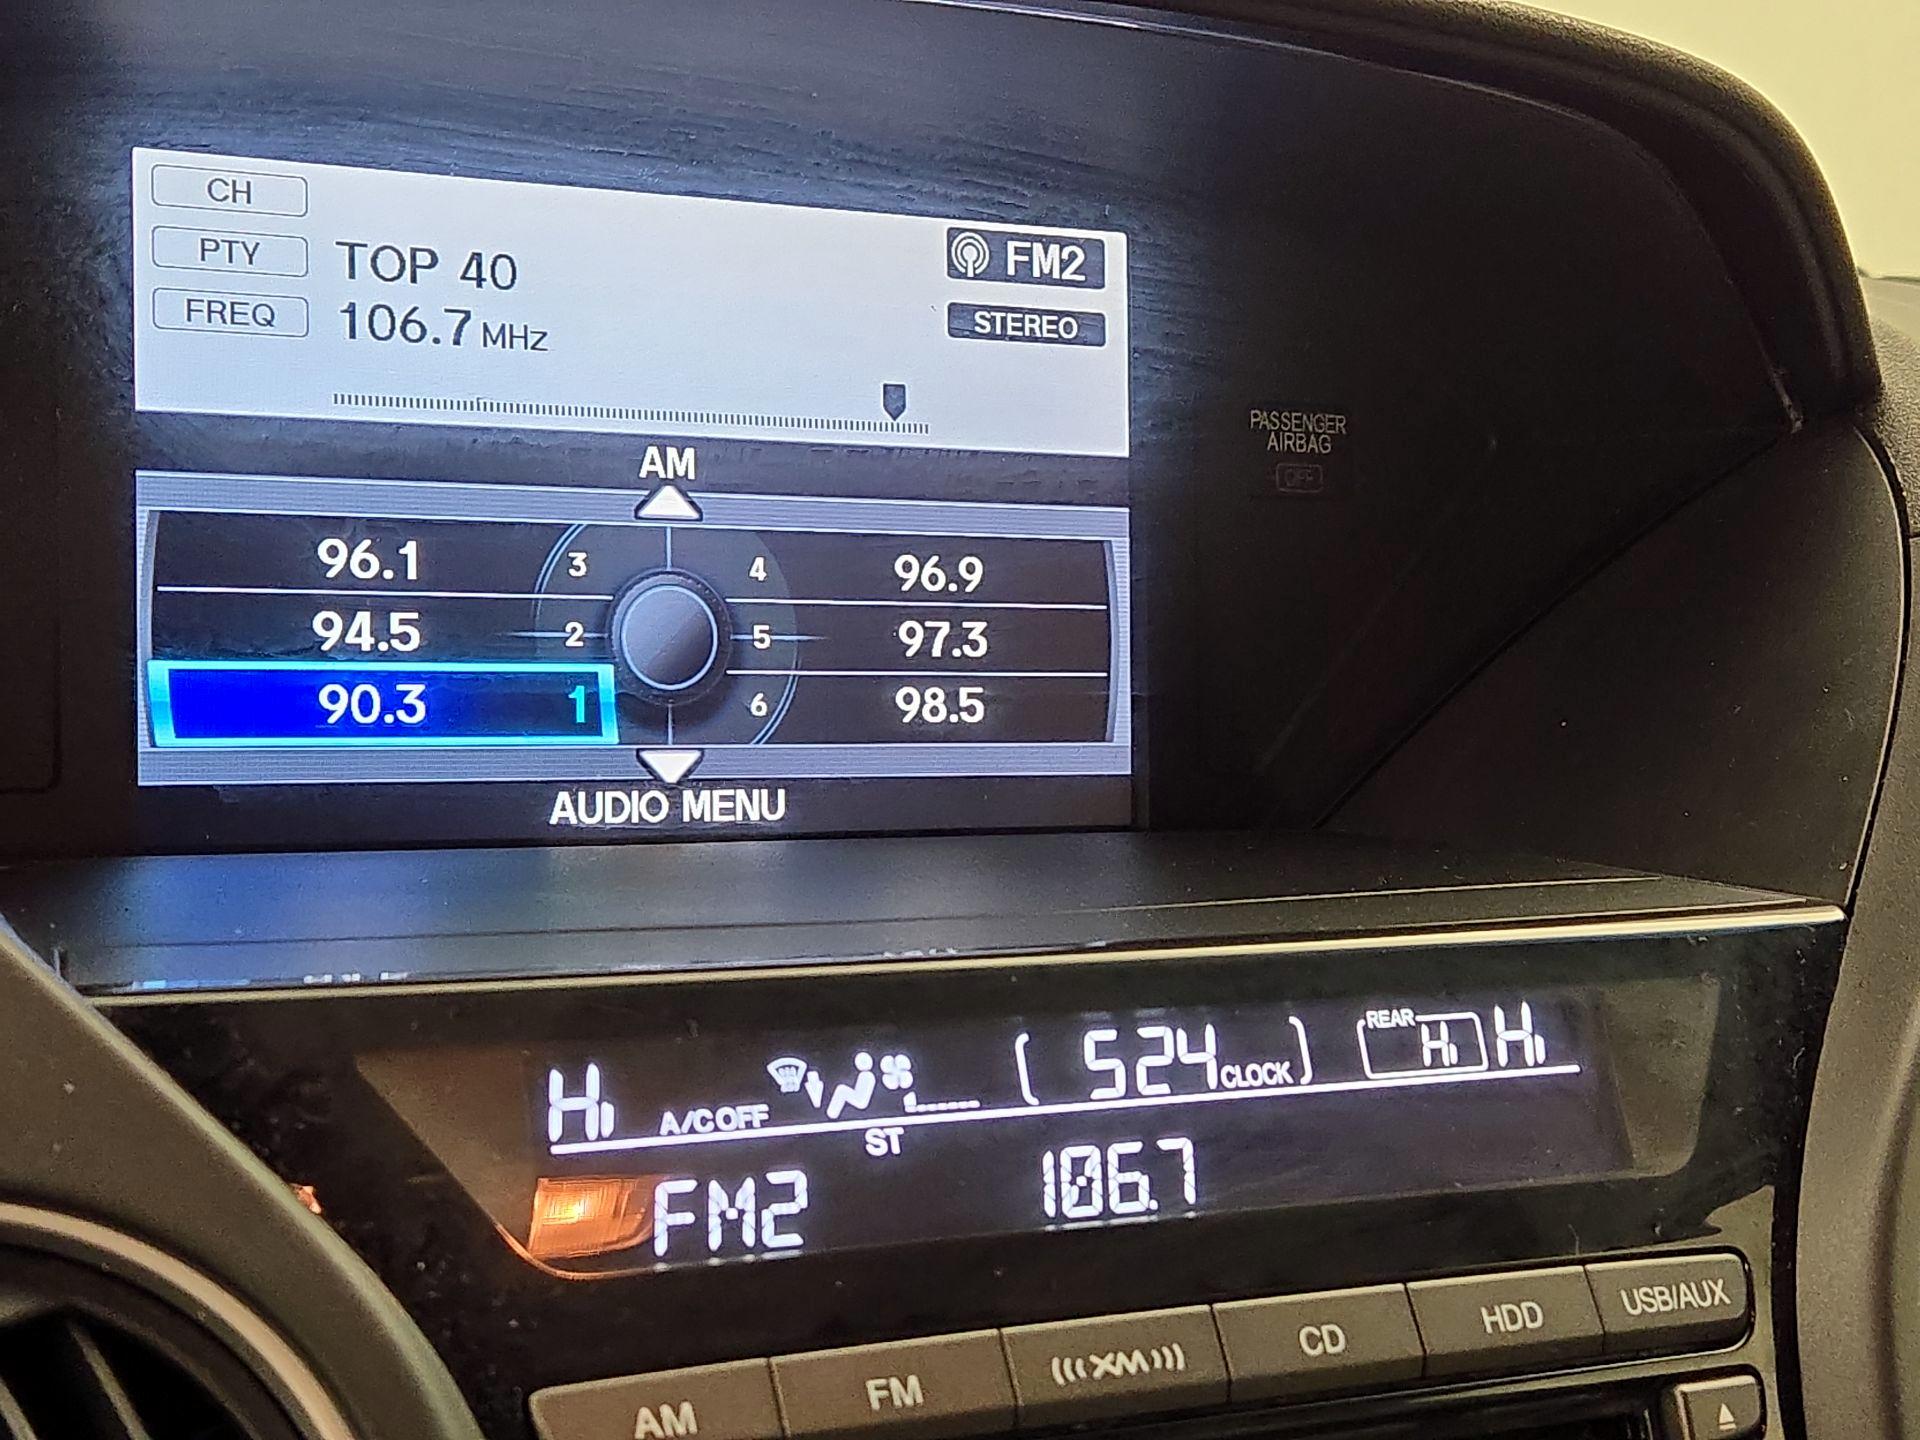 CH
PTY TOP 40
FREQ 106.7 MHz
FM2
STEREO
PASSENGER
AIRBAG
OFF
AM
96.1 3 4 96.9
94.5 2 5 97.3
90.3 1 6 98.5
AUDIO MENU
Hi A/C OFF 5 24 CLOCK REAR Hi Hi
ST
FM2 106.7
AM FM XM CD HDD USB/AUX